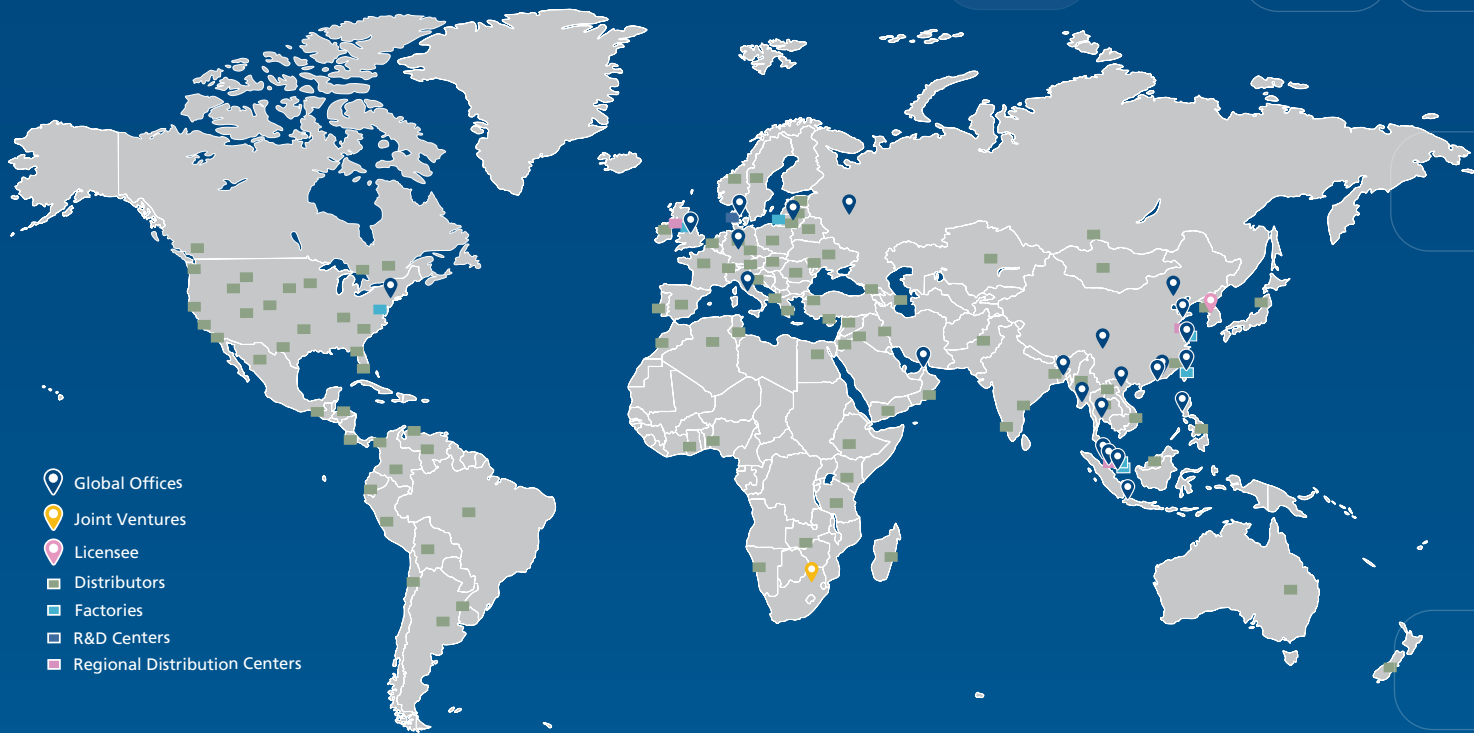 Global Offices
Joint Ventures
Licensee
Distributors
Factories
R&D Centers
Regional Distribution Centers